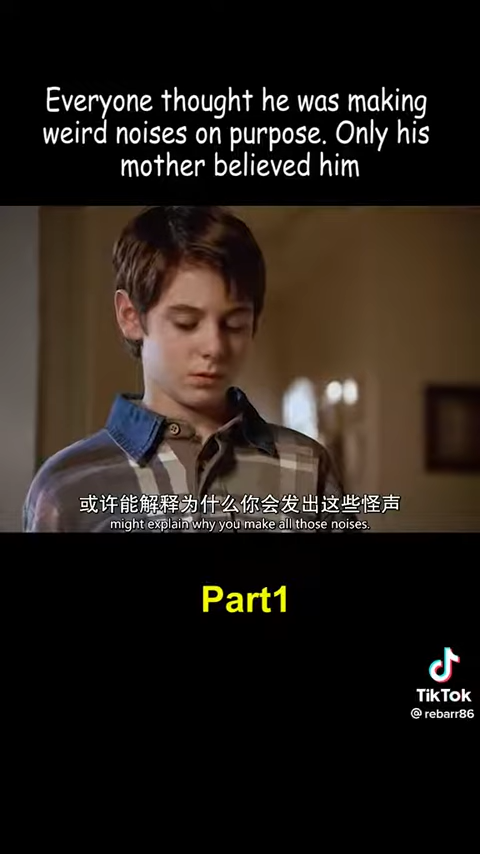 Everyone thought he was making
weird noises on purpose. Only his
mother believed him
或许能解释为什么你会发出这些怪声
might explain why you make all those noises.
Part1
TikTok
@rebarr86